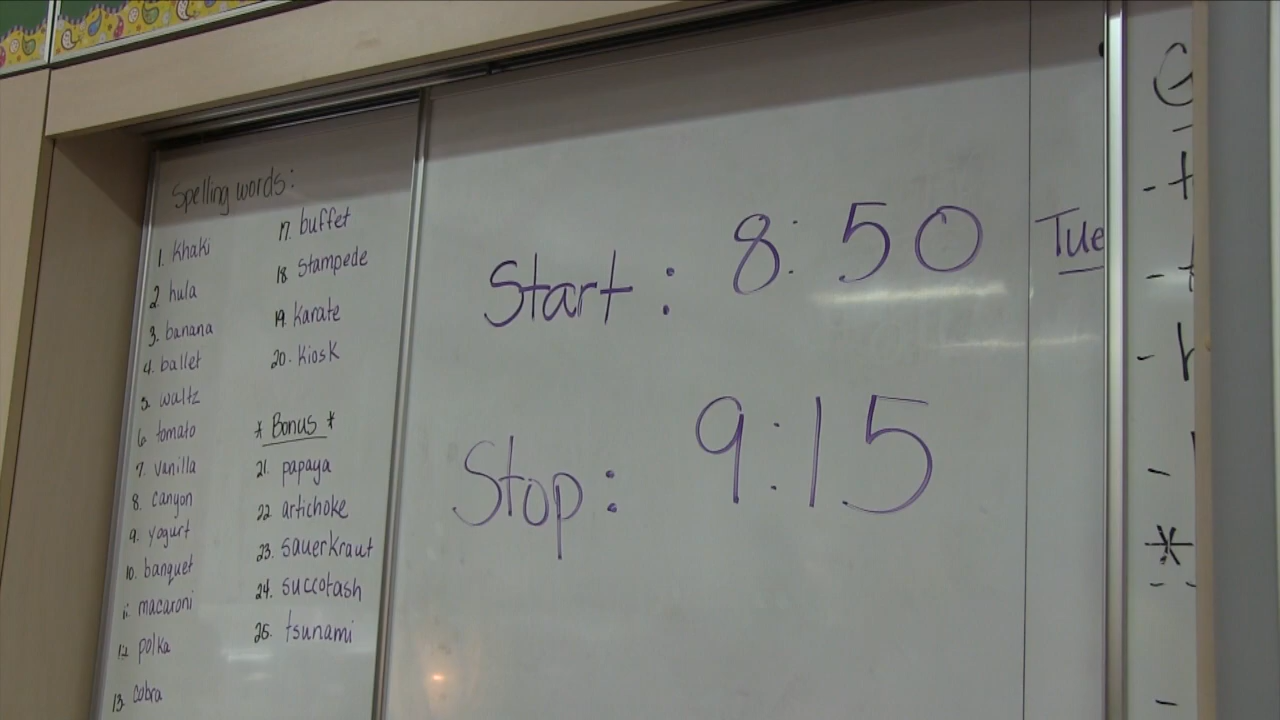 Spelling words:
1. Khaki
2 hula
3. banana
4. ballet
5. waltz
6. tomato
7. vanilla
8. canyon
9. yogurt
10. banquet
11. macaroni
12 polka
13. cobra
17. buffet
18 stampede
19. Karate
20. Kiosk
* Bonus *
21. papaya
22 artichoke
23. sauerkraut
24. succotash
25. tsunami
Start: 8:50
Stop: 9:15
Tue